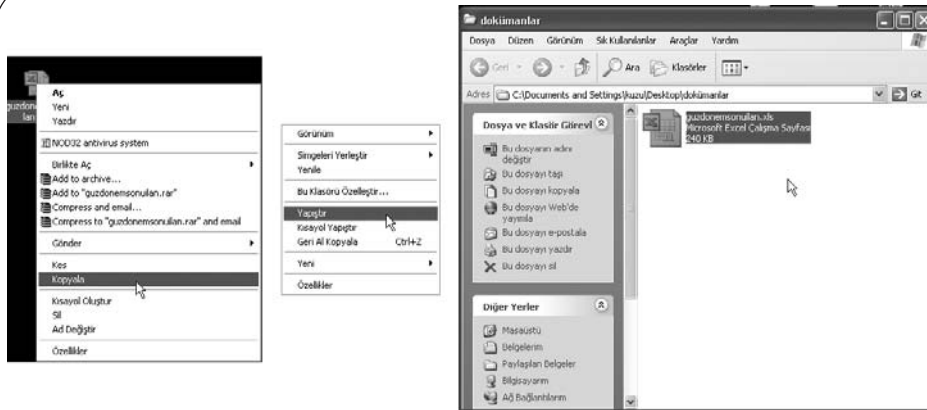 guzdon
lan
Aç
Yeni
Yazdır
NOD32 antivirus system
Birlikte Aç
Add to archive...
Add to "guzdonemsonuilan.rar"
Compress and email...
Compress to "guzdonemsonuilan.rar" and email
Gönder
Kes
Kopyala
Kısayol Oluştur
Sil
Ad Değiştir
Özellikler
Görünüm
Simgeleri Yerleştir
Yenile
Bu Klasörü Özelleştir...
Yapıştır
Kısayol Yapıştır
Geri Al Kopyala Ctrl+Z
Yeni
Özellikler
dokümanlar
Dosya Düzen Görünüm Sık Kullanılanlar Araçlar Yardım
Geri Ara Klasörler
Adres C:\Documents and Settings\kuzu\Desktop\dokümanlar Git
Dosya ve Klasör Görevl
Bu dosyanın adını
değiştir
Bu dosyayı taşı
Bu dosyayı kopyala
Bu dosyayı Web'de
yayımla
Bu dosyayı e-postala
Bu dosyayı yazdır
Bu dosyayı sil
Diğer Yerler
Masaüstü
Belgelerim
Paylaşılan Belgeler
Bilgisayarım
Ağ Bağlantılarım
guzdonemsonuilan.xls
Microsoft Excel Çalışma Sayfası
240 KB